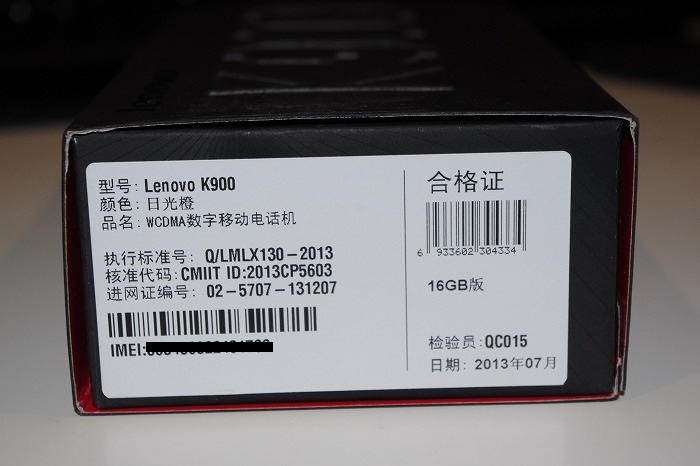 型号: Lenovo K900
颜色: 日光橙
品名: WCDMA数字移动电话机
执行标准号: Q/LMLX130-2013
核准代码:CMIIT ID:2013CP5603
进网证编号: 02-5707-131207
IMEI:
合格证
6 933602 304334
16GB版
检验员: QC015
日期: 2013年07月